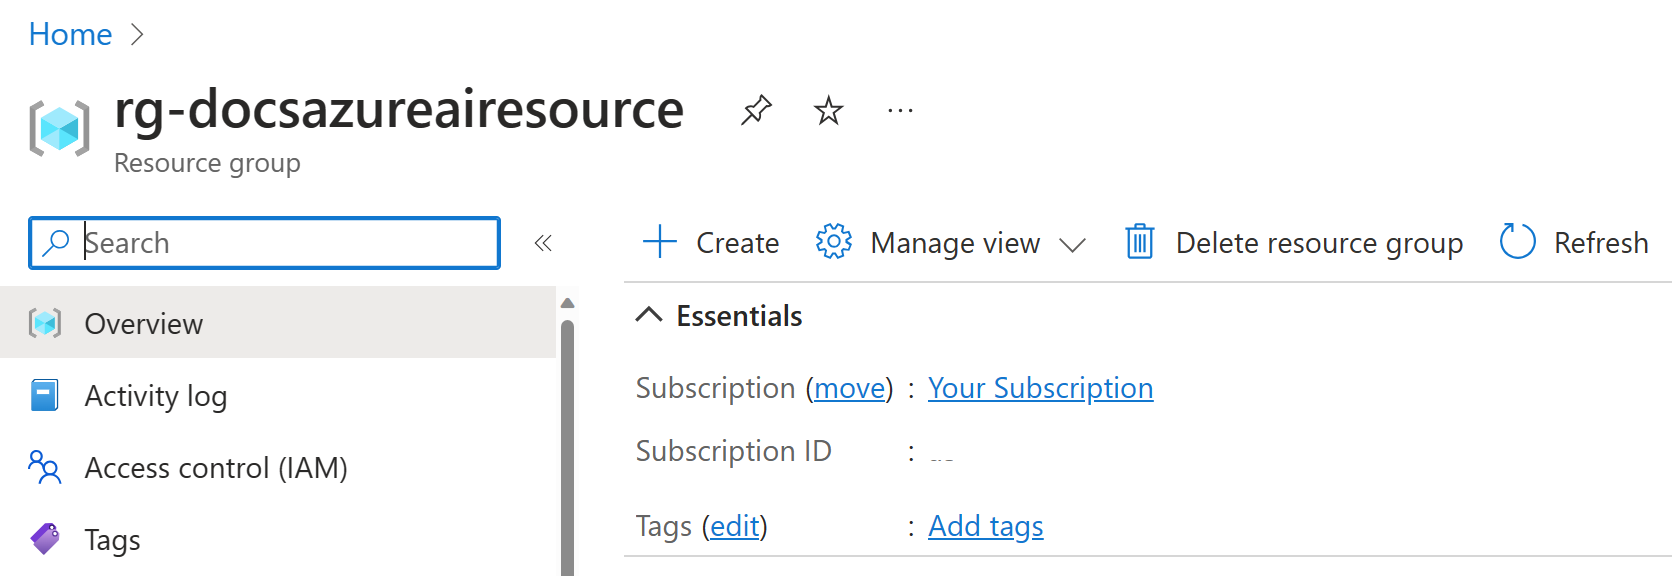 Home
rg-docsazureairesource
Resource group
Search
Create Manage view Delete resource group Refresh
Overview
Activity log
Access control (IAM)
Tags
Essentials
Subscription (move) : Your Subscription
Subscription ID :
Tags (edit) : Add tags